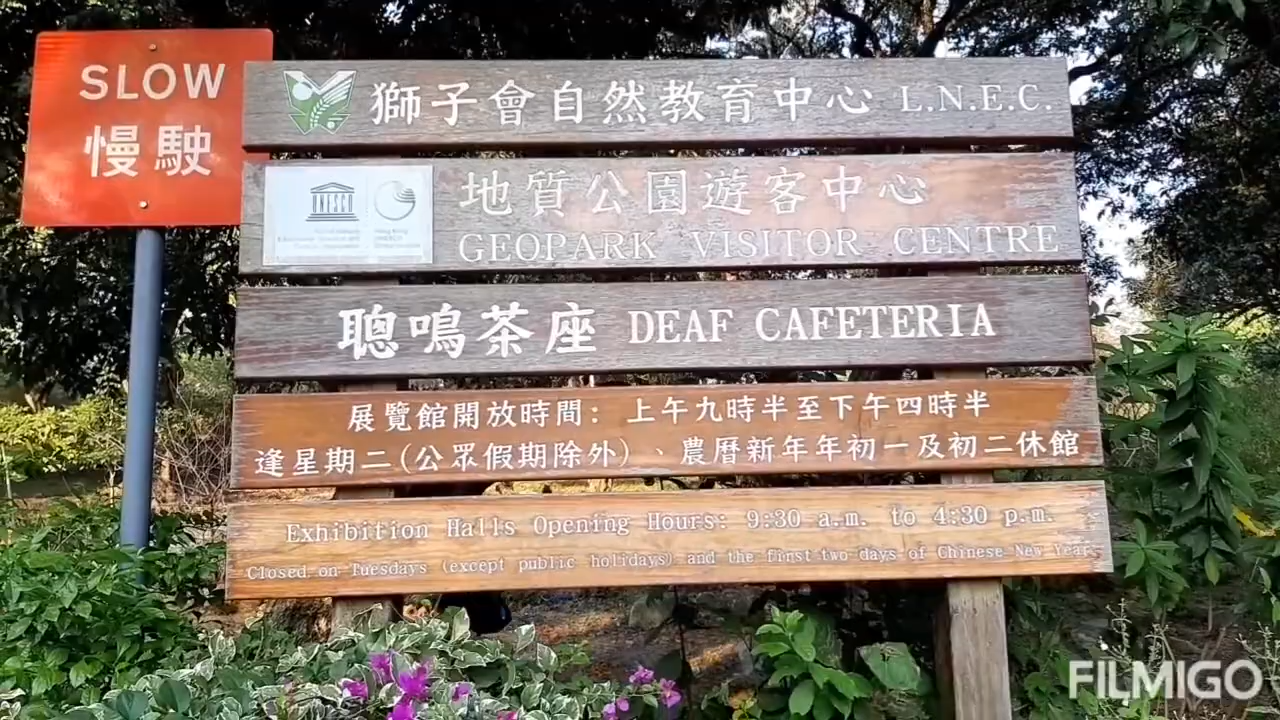 SLOW
慢駛
獅子會自然教育中心 L.N.E.C.
UNESCO
地質公園遊客中心
GEOPARK VISITOR CENTRE
聰鳴茶座 DEAF CAFETERIA
展覽館開放時間: 上午九時半至下午四時半
逢星期二(公眾假期除外)、農曆新年年初一及初二休館
Exhibition Halls Opening Hours: 9:30 a.m. to 4:30 p.m.
Closed on Tuesdays (except public holidays) and the first two days of Chinese New Year.
FILMIGO